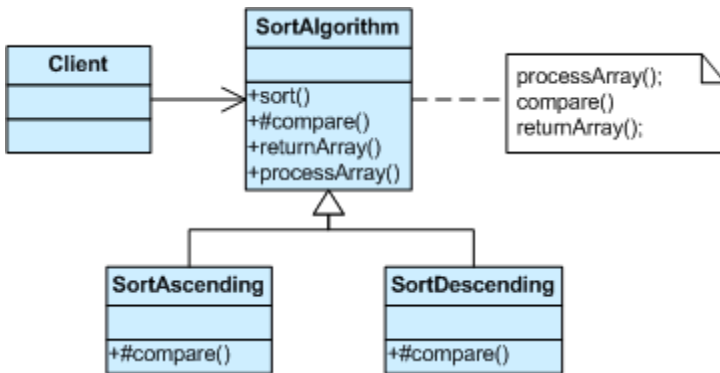 Client
SortAlgorithm
+sort()
+#compare()
+returnArray()
+processArray()
processArray();
compare()
returnArray();
SortAscending
+#compare()
SortDescending
+#compare()